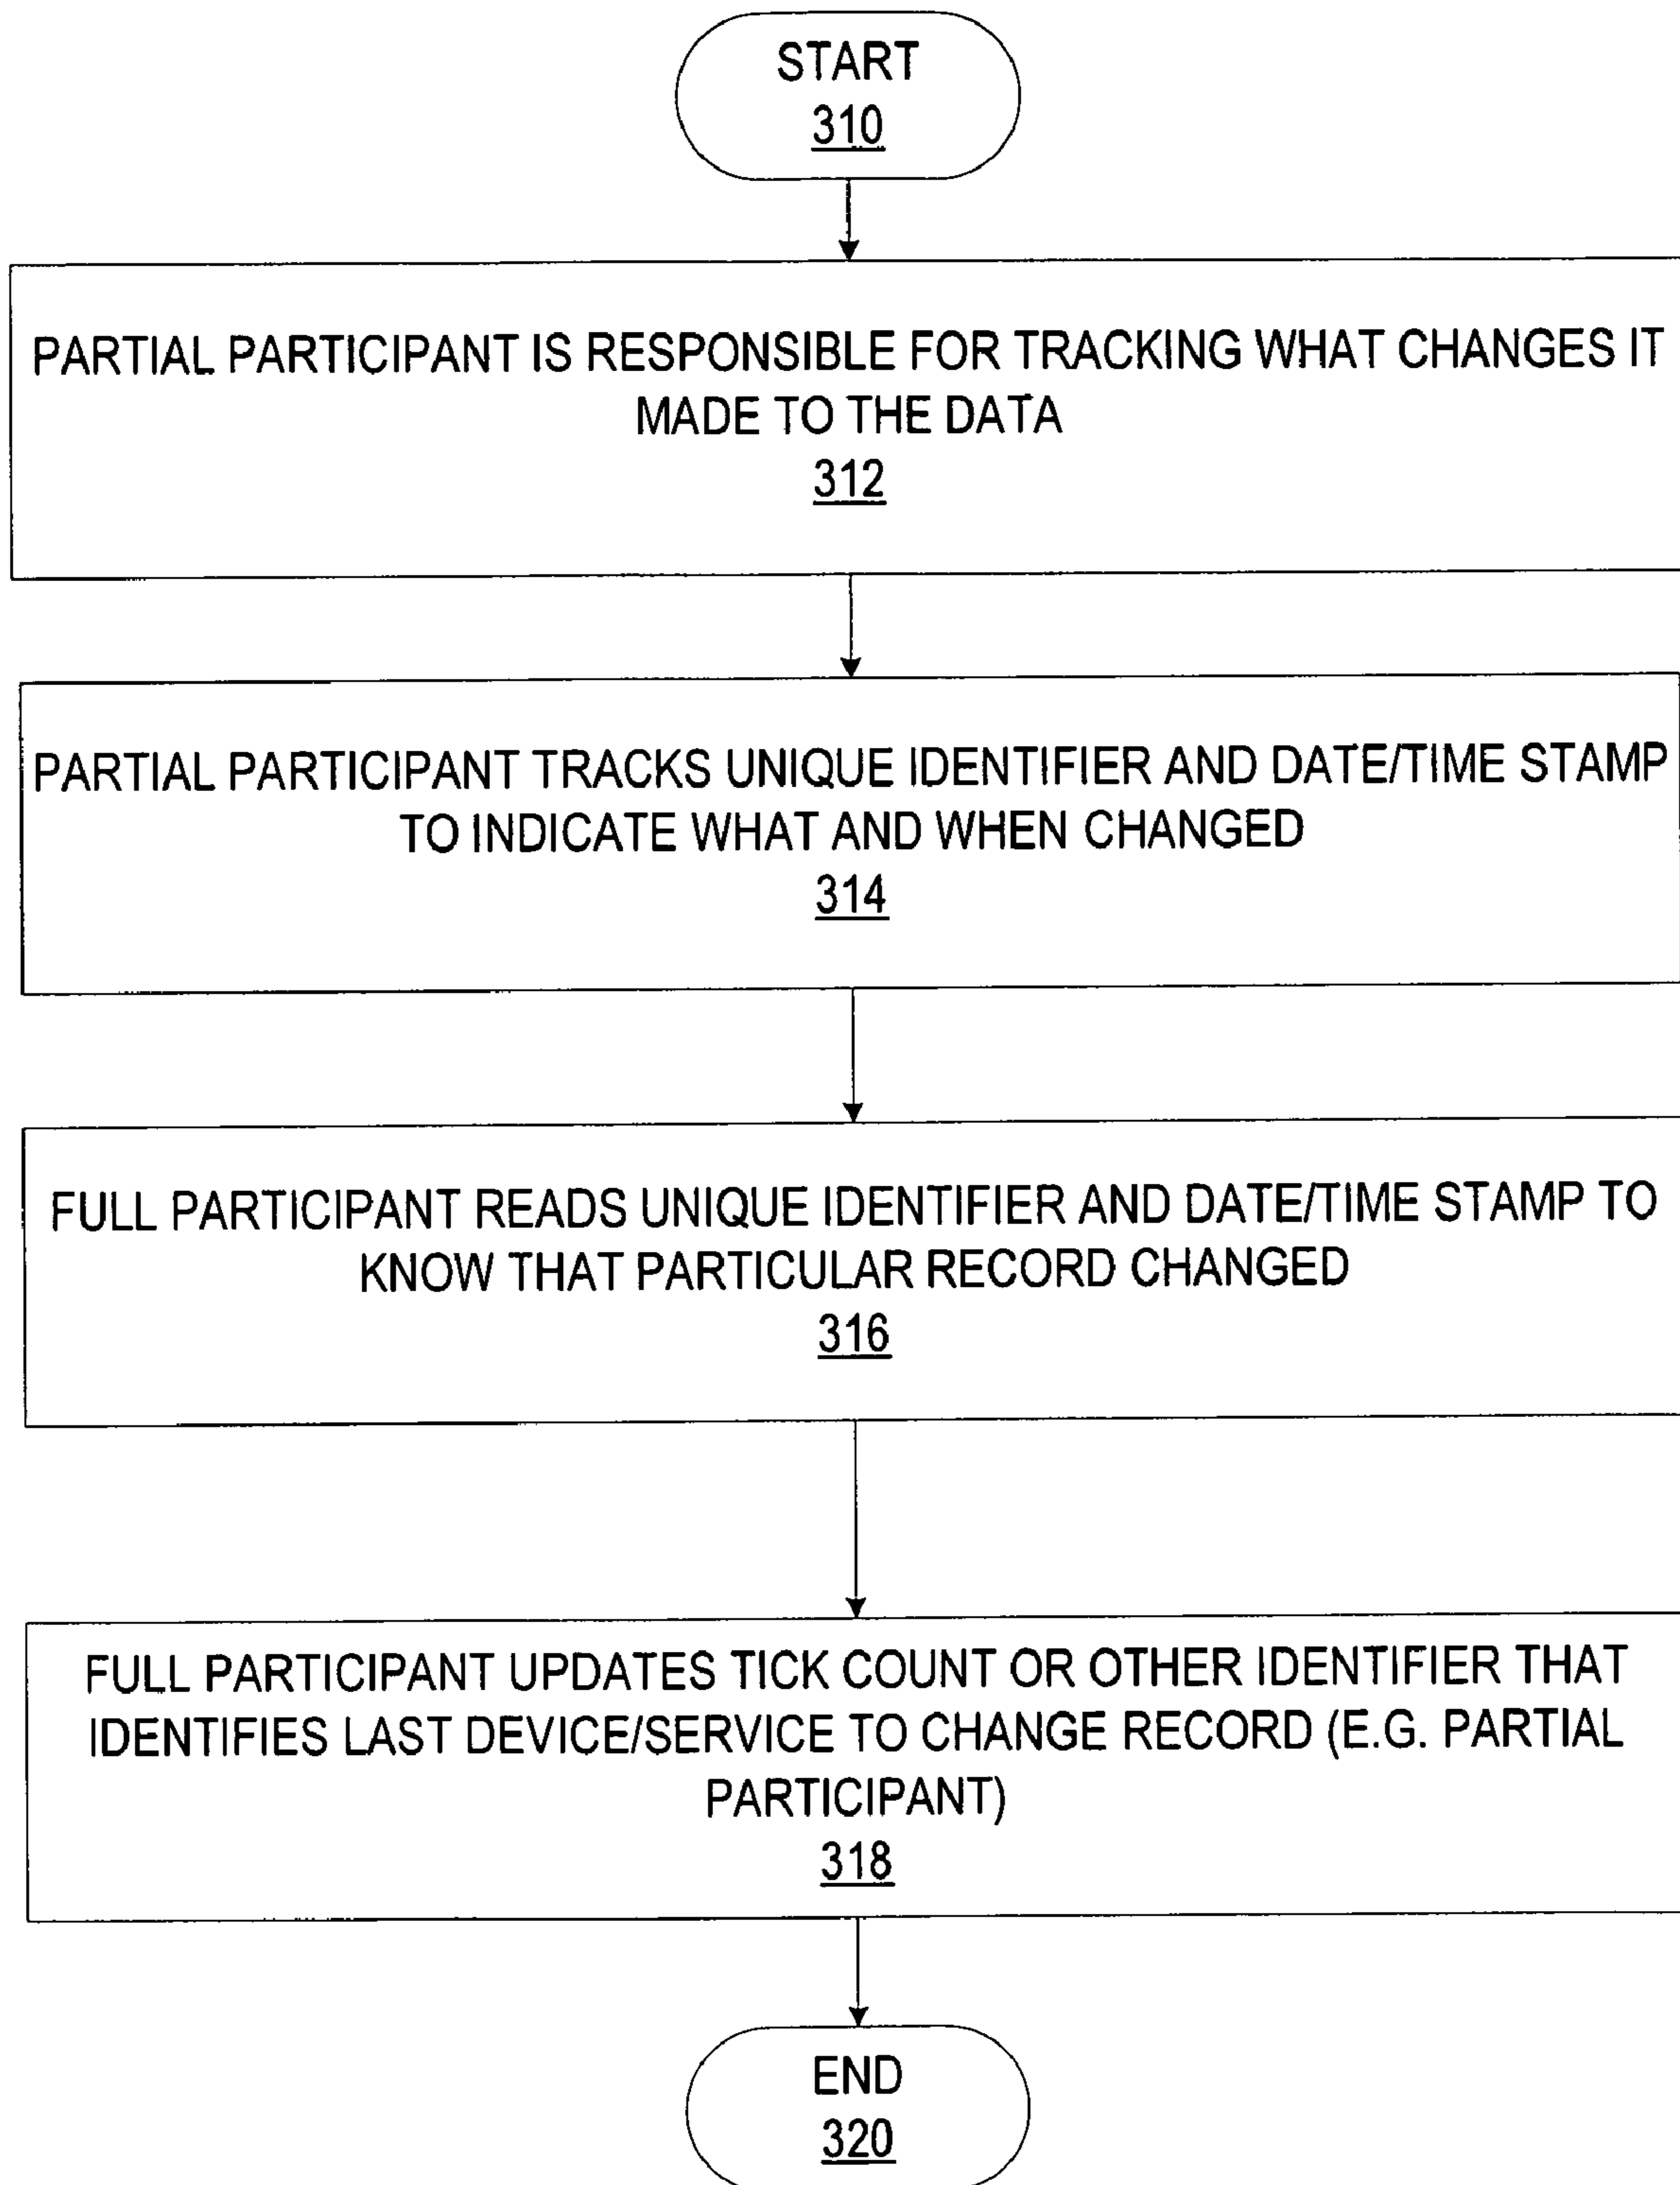 START
310
PARTIAL PARTICIPANT IS RESPONSIBLE FOR TRACKING WHAT CHANGES IT
MADE TO THE DATA
312
PARTIAL PARTICIPANT TRACKS UNIQUE IDENTIFIER AND DATE/TIME STAMP
TO INDICATE WHAT AND WHEN CHANGED
314
FULL PARTICIPANT READS UNIQUE IDENTIFIER AND DATE/TIME STAMP TO
KNOW THAT PARTICULAR RECORD CHANGED
316
FULL PARTICIPANT UPDATES TICK COUNT OR OTHER IDENTIFIER THAT
IDENTIFIES LAST DEVICE/SERVICE TO CHANGE RECORD (E.G. PARTIAL
PARTICIPANT)
318
END
320